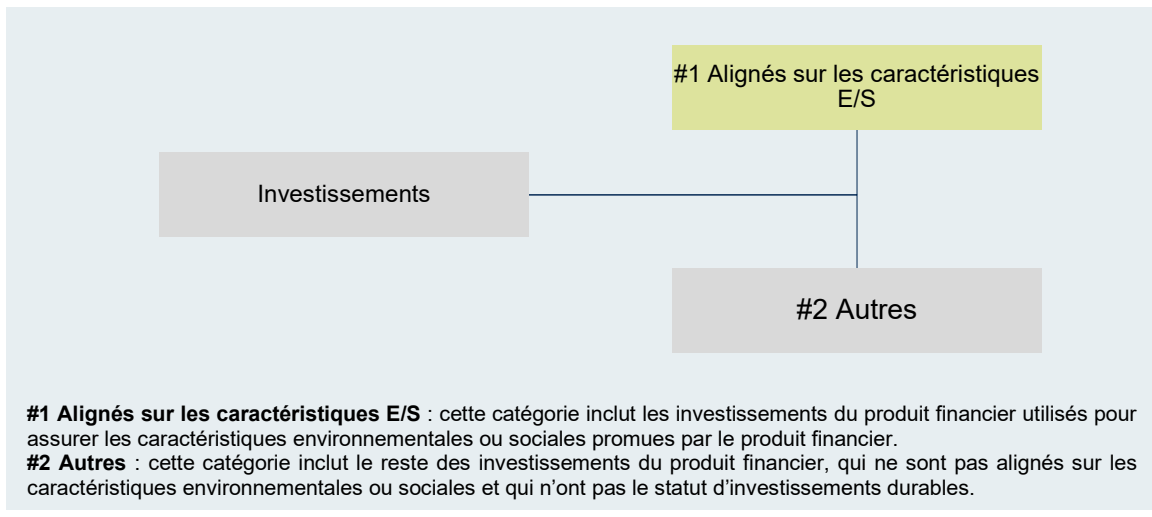 #1 Alignés sur les caractéristiques
E/S
Investissements
#2 Autres
#1 Alignés sur les caractéristiques E/S : cette catégorie inclut les investissements du produit financier utilisés pour
assurer les caractéristiques environnementales ou sociales promues par le produit financier.
#2 Autres : cette catégorie inclut le reste des investissements du produit financier, qui ne sont pas alignés sur les
caractéristiques environnementales ou sociales et qui n’ont pas le statut d’investissements durables.